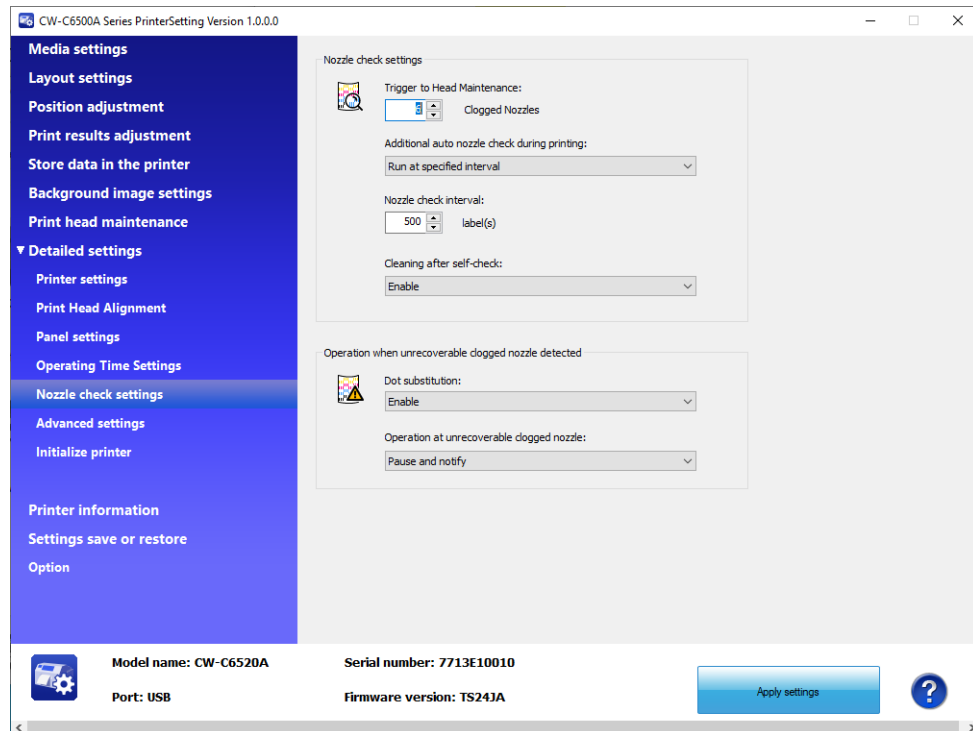 CW-C6500A Series PrinterSetting Version 1.0.0.0
Media settings
Layout settings
Position adjustment
Print results adjustment
Store data in the printer
Background image settings
Print head maintenance
Detailed settings
Printer settings
Print Head Alignment
Panel settings
Operating Time Settings
Nozzle check settings
Advanced settings
Initialize printer
Printer information
Settings save or restore
Option
Nozzle check settings
Trigger to Head Maintenance:
Clogged Nozzles
Additional auto nozzle check during printing:
Run at specified interval
Nozzle check interval:
500 label(s)
Cleaning after self-check:
Enable
Operation when unrecoverable clogged nozzle detected
Dot substitution:
Enable
Operation at unrecoverable clogged nozzle:
Pause and notify
Model name: CW-C6520A
Serial number: 7713E10010
Port: USB
Firmware version: TS24JA
Apply settings
?